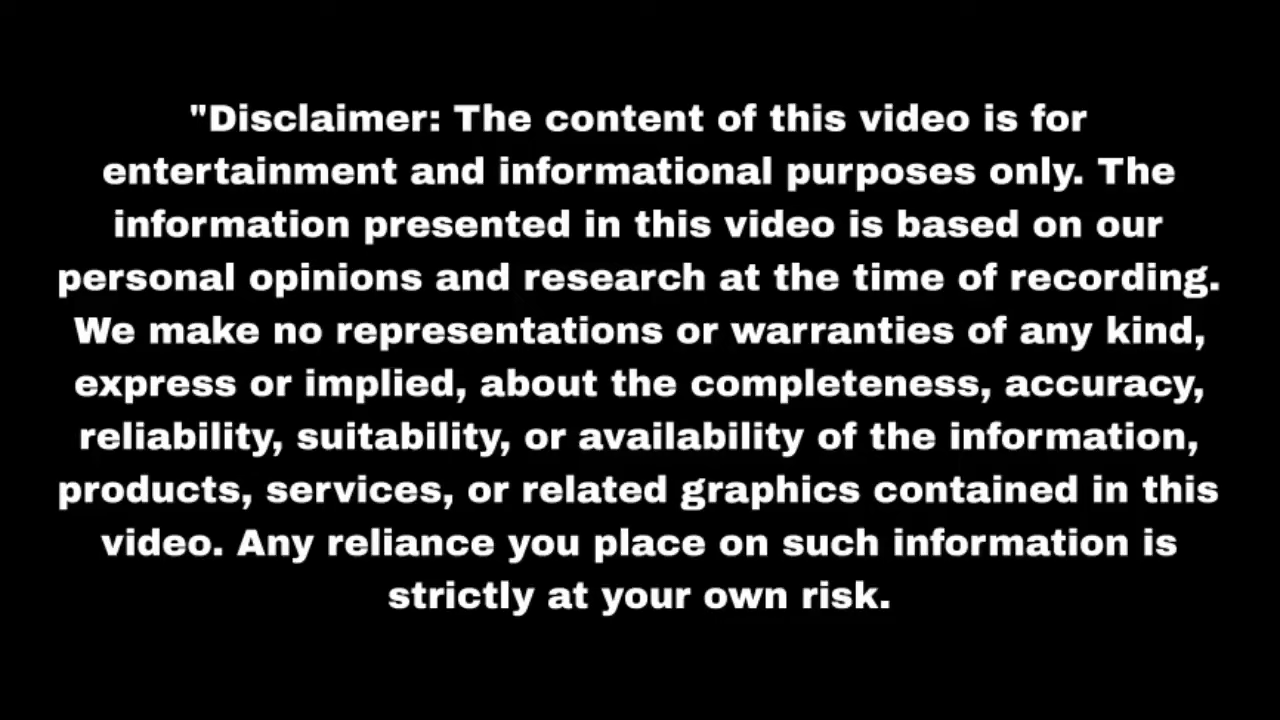 "Disclaimer: The content of this video is for
entertainment and informational purposes only. The
information presented in this video is based on our
personal opinions and research at the time of recording.
We make no representations or warranties of any kind,
express or implied, about the completeness, accuracy,
reliability, suitability, or availability of the information,
products, services, or related graphics contained in this
video. Any reliance you place on such information is
strictly at your own risk.